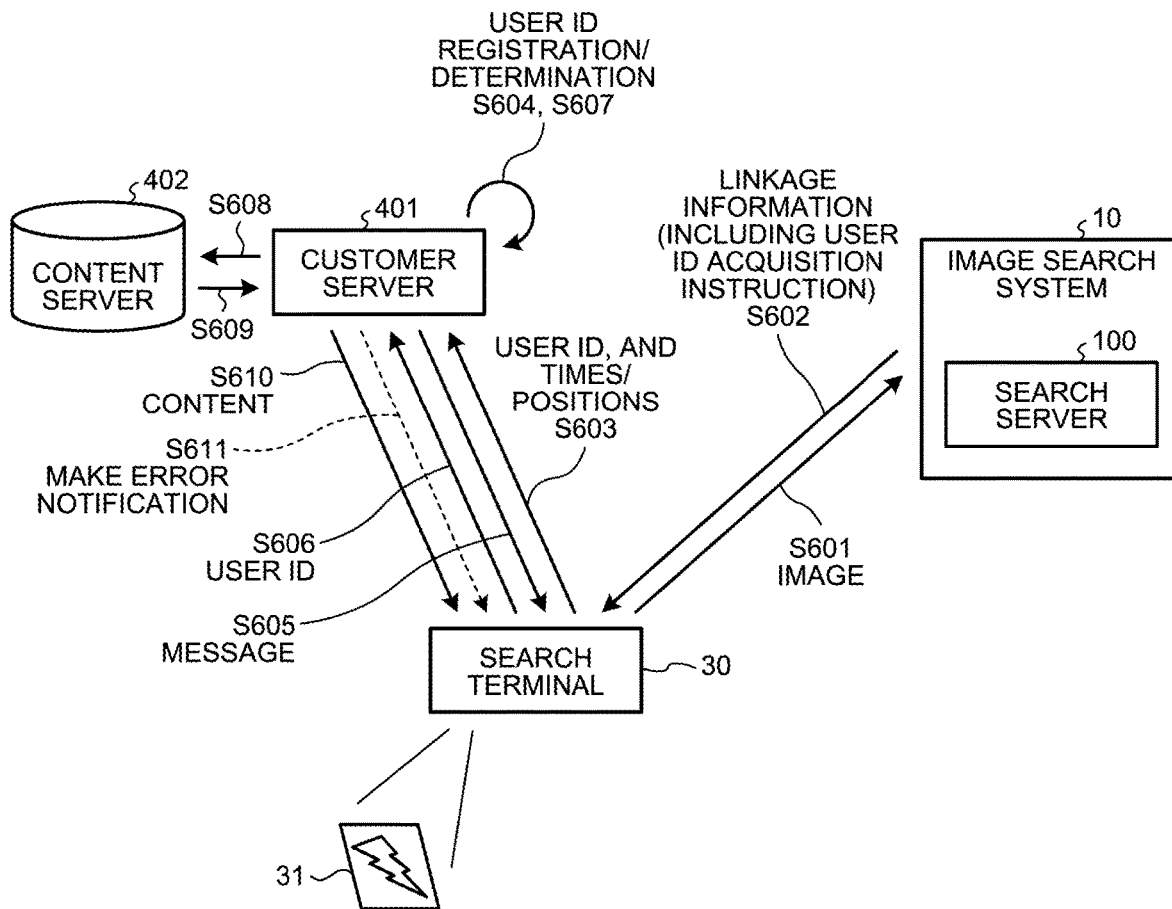 USER ID
REGISTRATION/
DETERMINATION
S604, S607
402
S608
CONTENT
SERVER
S609
401
CUSTOMER
SERVER
LINKAGE
INFORMATION
(INCLUDING USER
ID ACQUISITION
INSTRUCTION)
S602
10
IMAGE SEARCH
SYSTEM
100
SEARCH
SERVER
USER ID, AND
TIMES/
POSITIONS
S603
S610
CONTENT
S611
MAKE ERROR
NOTIFICATION
S606
USER ID
S605
MESSAGE
S601
IMAGE
SEARCH
TERMINAL
30
31